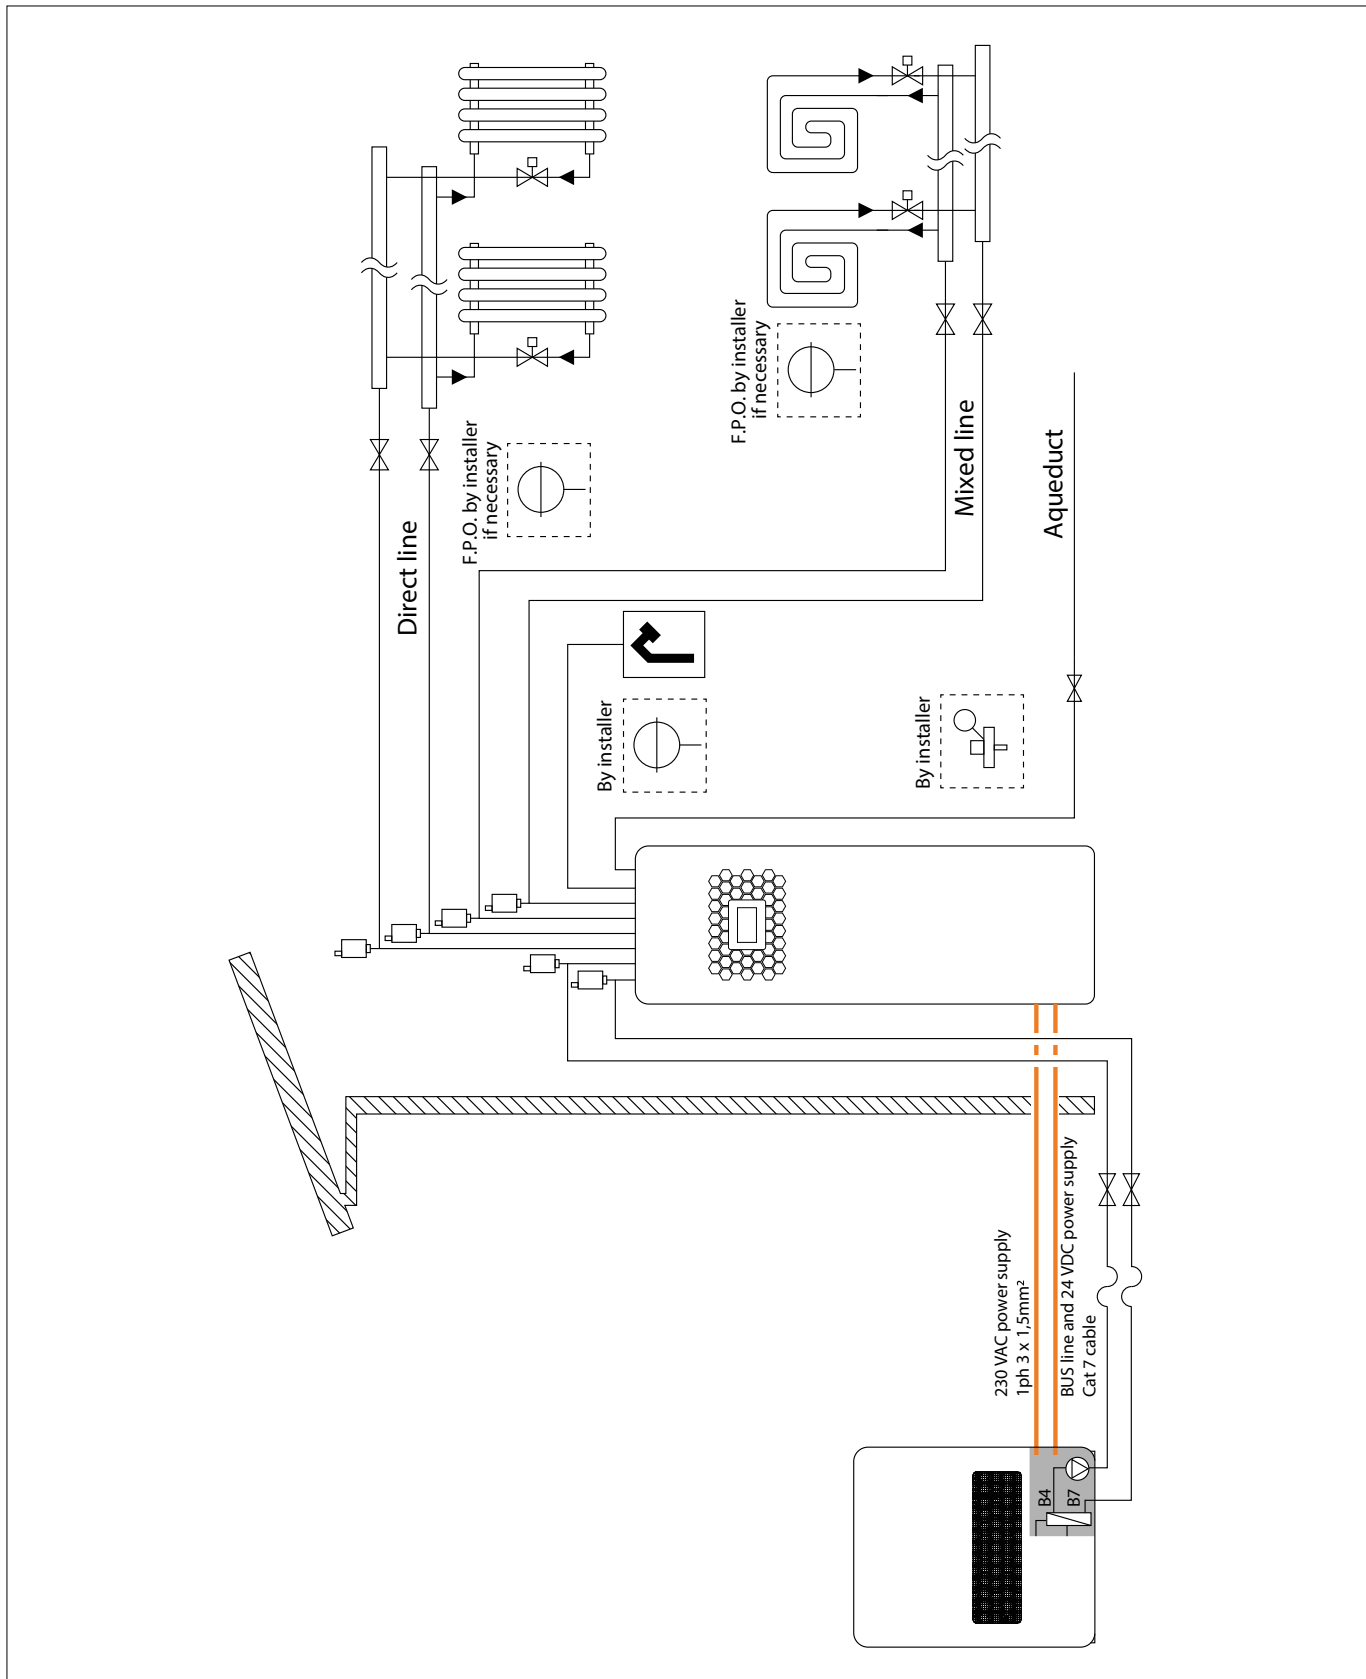 Direct line
F.P.O. by installer
if necessary
F.P.O. by installer
if necessary
Mixed line
Aqueduct
By installer
By installer
230 VAC power supply
1ph 3 x 1,5mm²
BUS line and 24 VDC power supply
Cat 7 cable
B4
B7